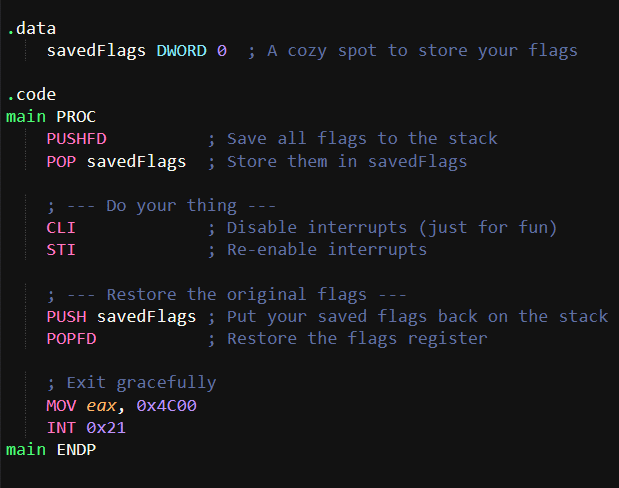 .data
    savedFlags DWORD 0  ; A cozy spot to store your flags

.code
main PROC
    PUSHFD          ; Save all flags to the stack
    POP savedFlags  ; Store them in savedFlags

    ; --- Do your thing ---
    CLI             ; Disable interrupts (just for fun)
    STI             ; Re-enable interrupts

    ; --- Restore the original flags ---
    PUSH savedFlags ; Put your saved flags back on the stack
    POPFD           ; Restore the flags register

    ; Exit gracefully
    MOV eax, 0x4C00
    INT 0x21
main ENDP